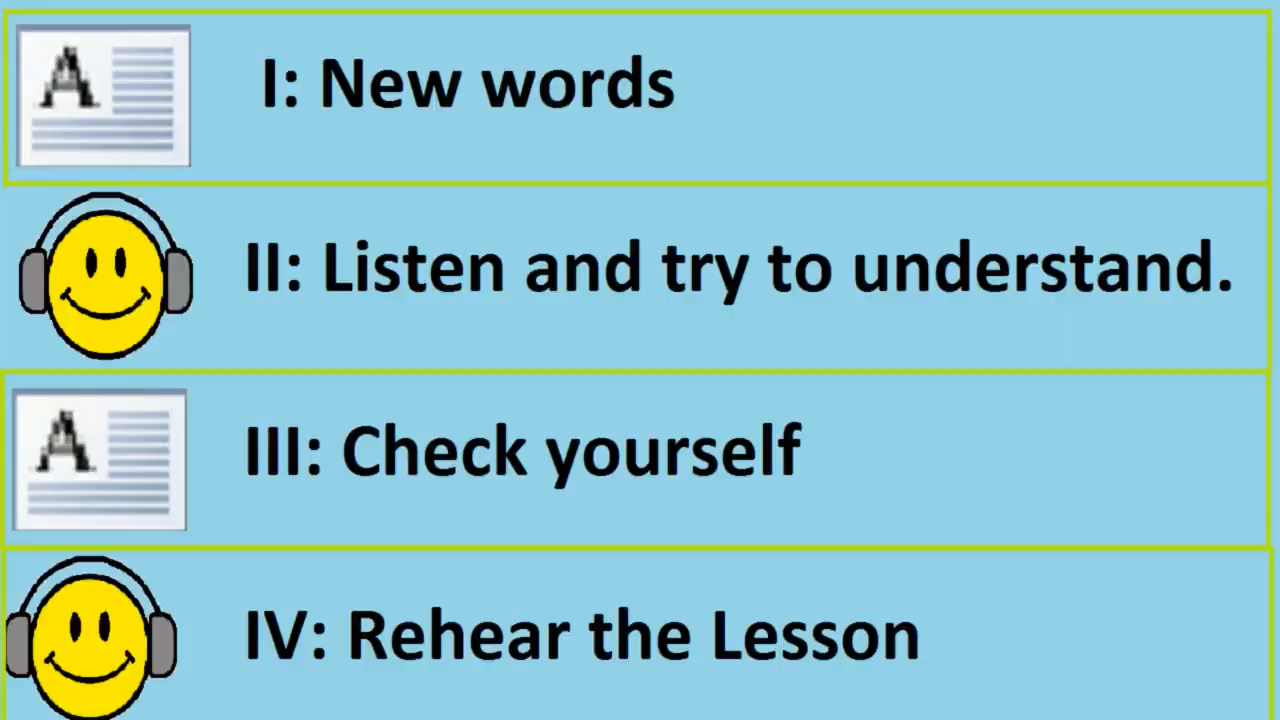 I: New words
II: Listen and try to understand.
III: Check yourself
IV: Rehear the Lesson